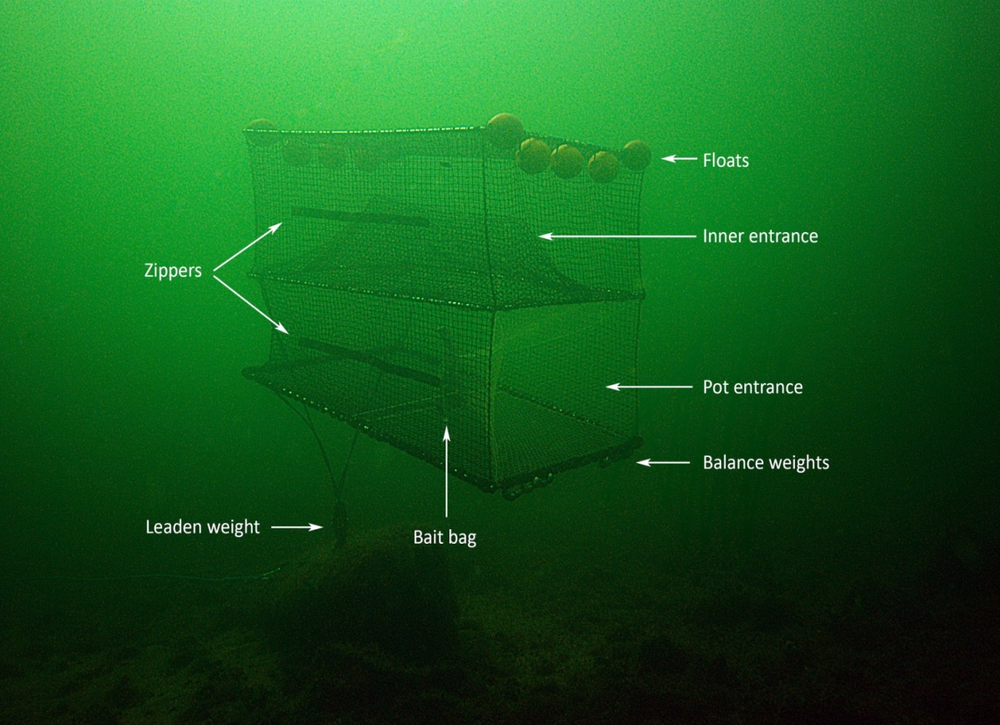 Floats
Inner entrance
Zippers
Pot entrance
Balance weights
Leaden weight
Bait bag